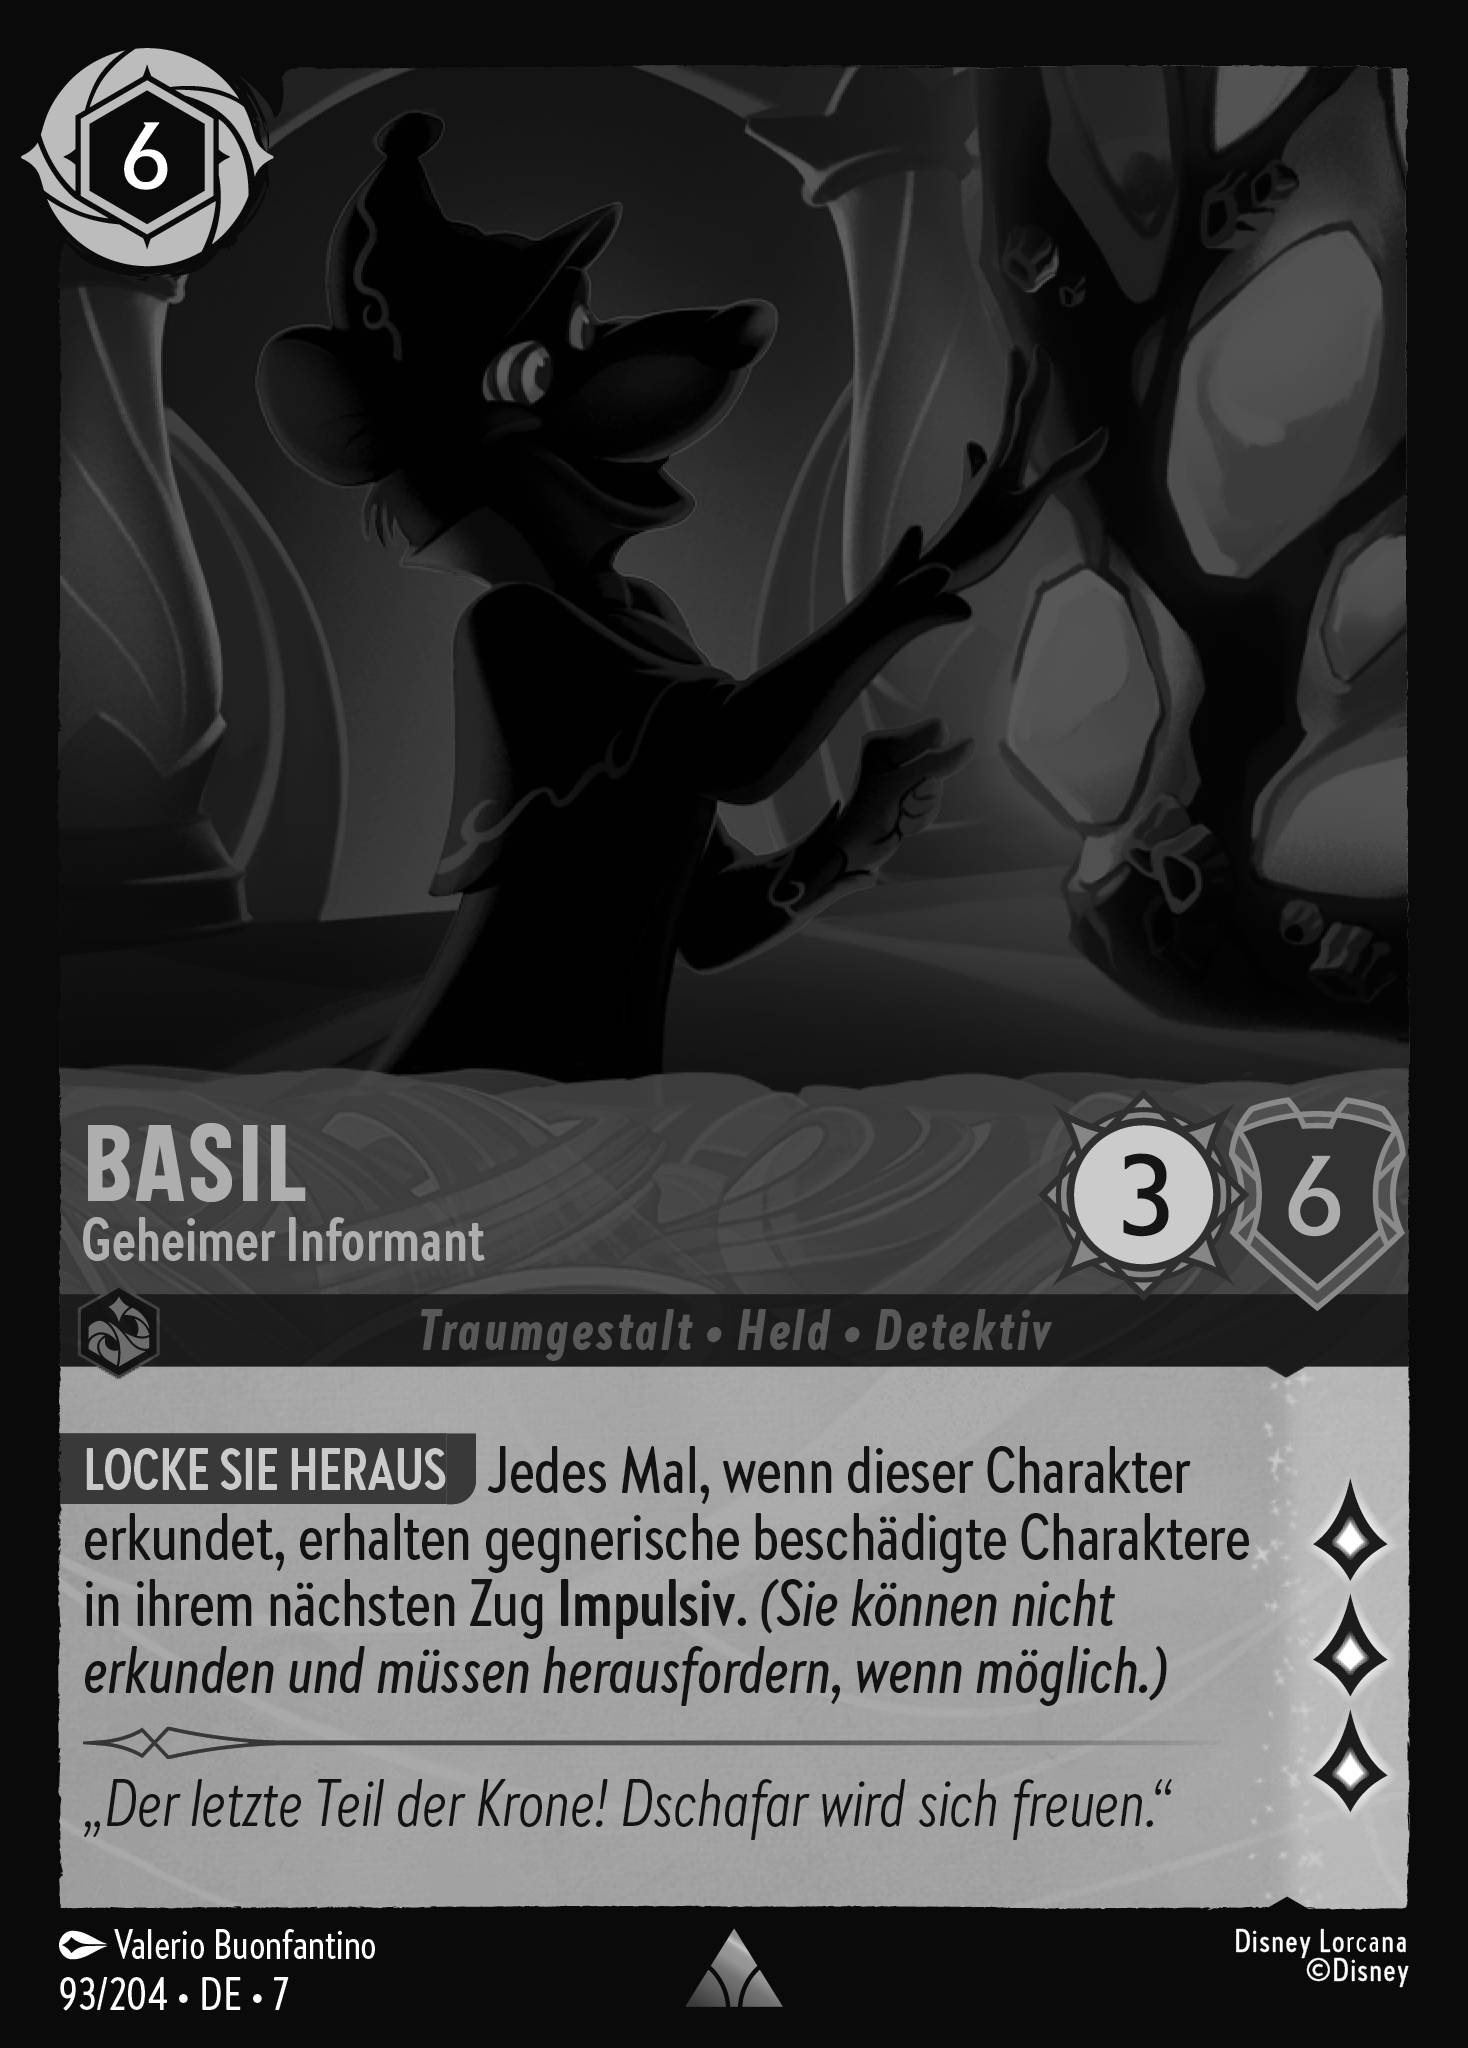 6
BASIL
Geheimer Informant
3
6
Traumgestalt • Held • Detektiv
LOCKE SIE HERAUS Jedes Mal, wenn dieser Charakter
erkundet, erhalten gegnerische beschädigte Charaktere
in ihrem nächsten Zug Impulsiv. (Sie können nicht
erkunden und müssen herausfordern, wenn möglich.)
„Der letzte Teil der Krone! Dschafar wird sich freuen.“
Valerio Buonfantino
93/204 • DE • 7
Disney Lorcana
©Disney